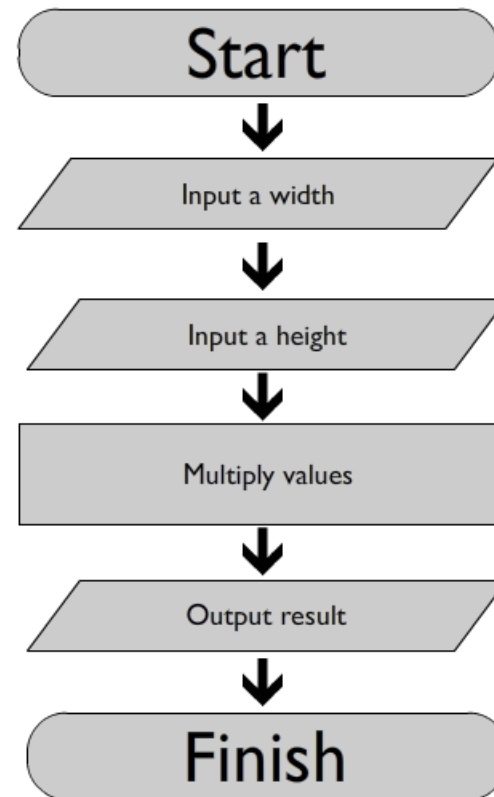 Start
Input a width
Input a height
Multiply values
Output result
Finish